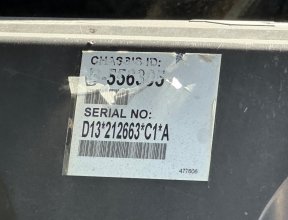 CHASSIS ID:
SERIAL NO:
D13*212663*C1*A
477606